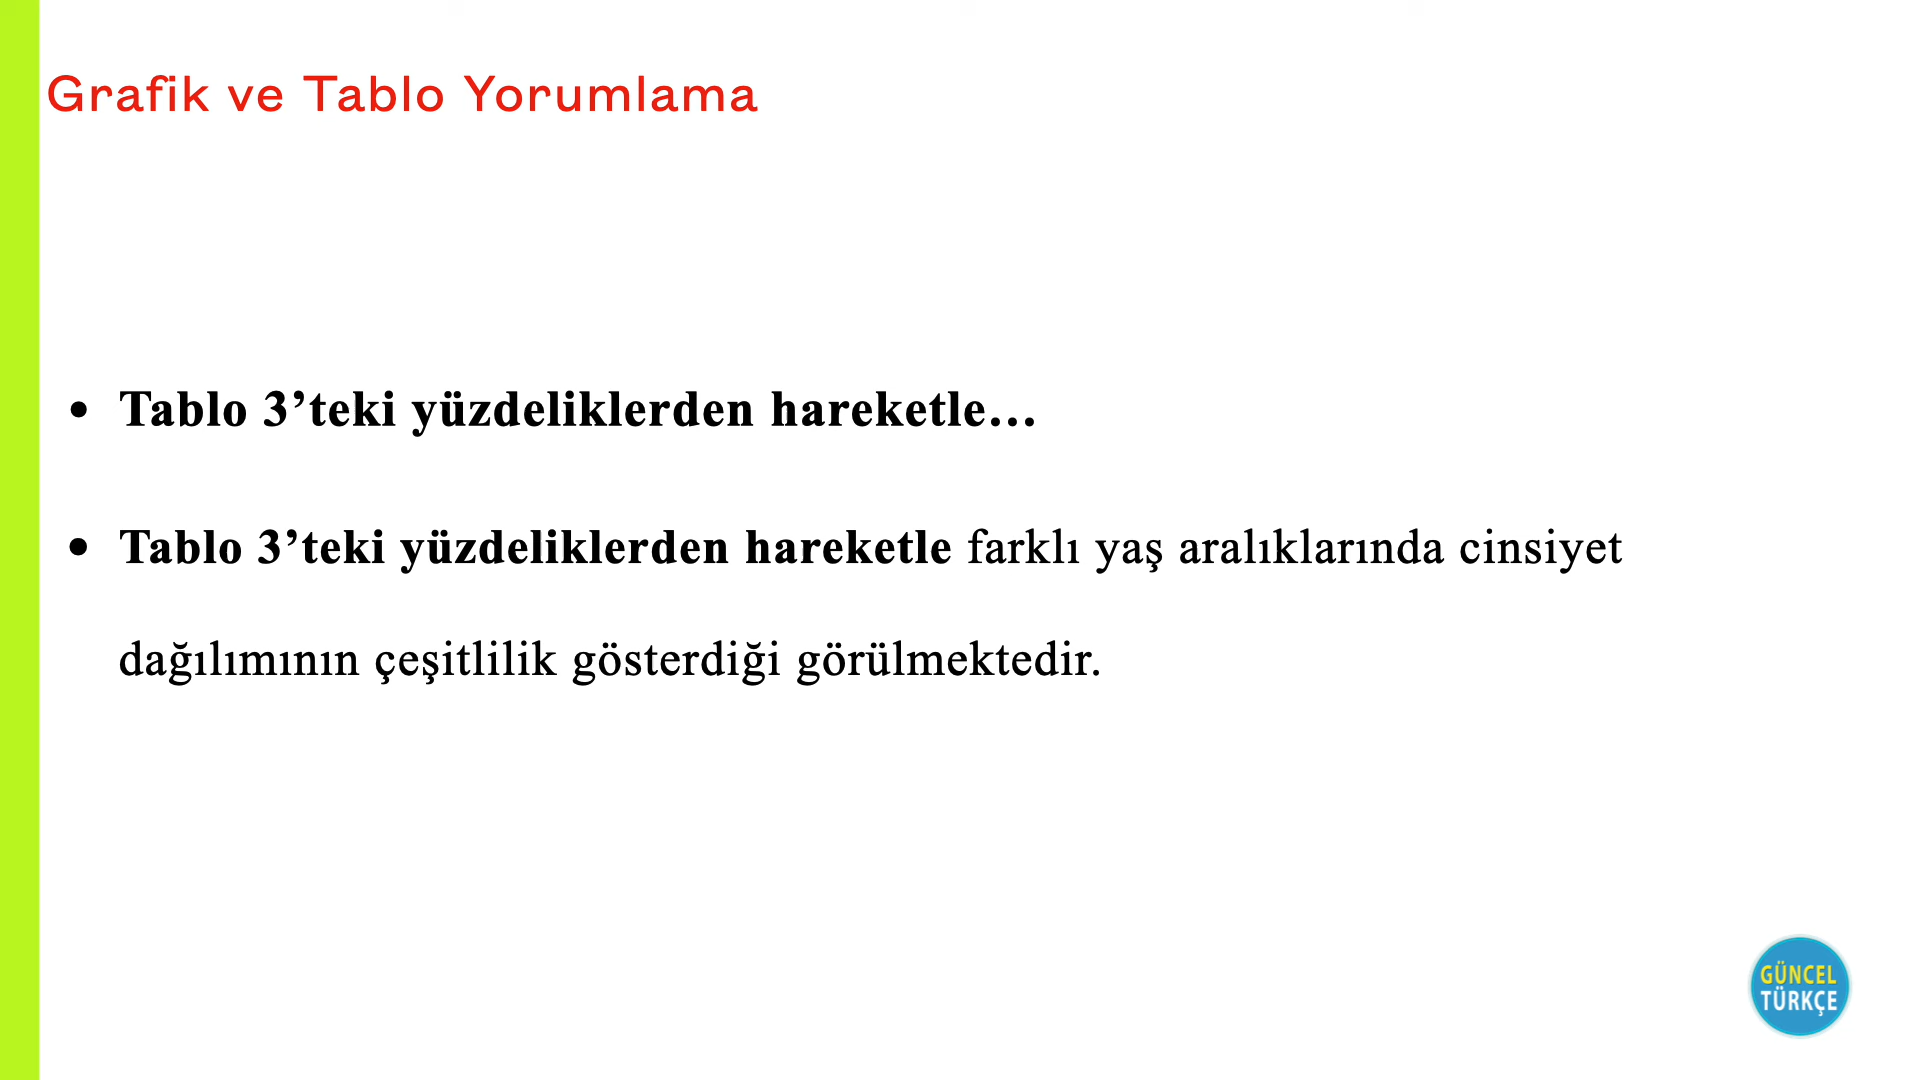 Grafik ve Tablo Yorumlama
• Tablo 3’teki yüzdeliklerden hareketle…
• Tablo 3’teki yüzdeliklerden hareketle farklı yaş aralıklarında cinsiyet
dağılımının çeşitlilik gösterdiği görülmektedir.
GÜNCEL
TÜRKÇE